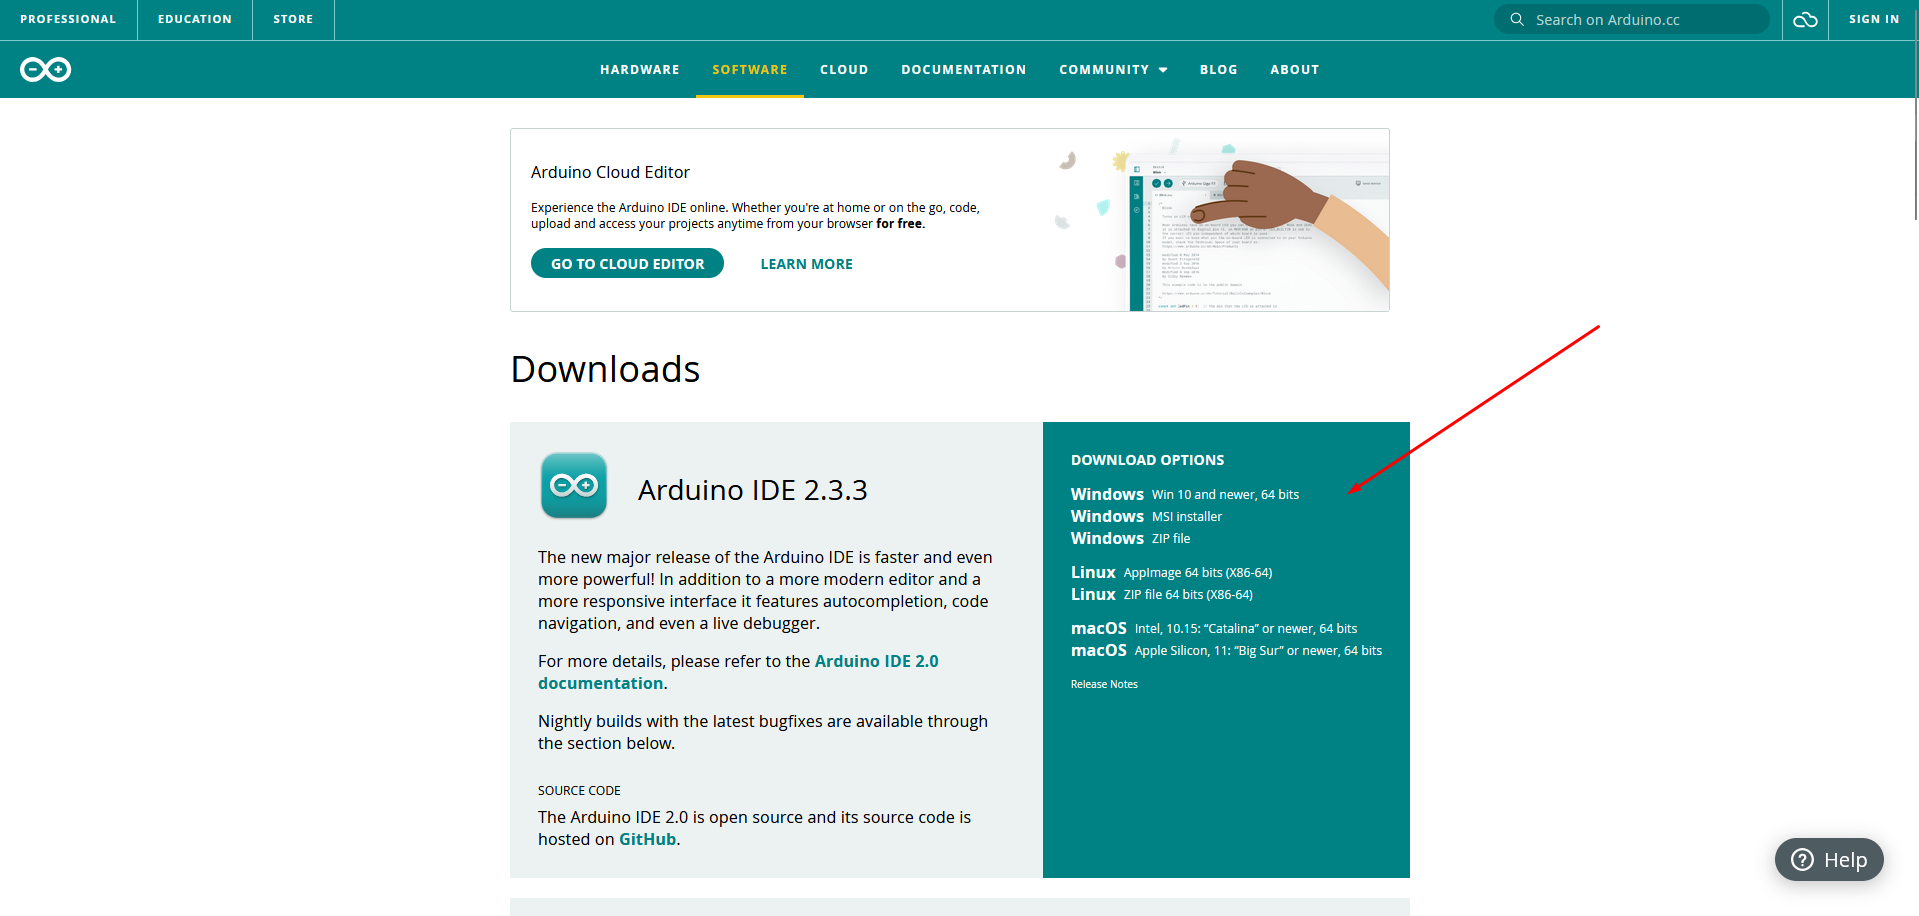 PROFESSIONAL
EDUCATION
STORE
Search on Arduino.cc
SIGN IN
HARDWARE
SOFTWARE
CLOUD
DOCUMENTATION
COMMUNITY
BLOG
ABOUT
Arduino Cloud Editor
Experience the Arduino IDE online. Whether you're at home or on the go, code,
upload and access your projects anytime from your browser for free.
GO TO CLOUD EDITOR
LEARN MORE
Downloads
Arduino IDE 2.3.3
The new major release of the Arduino IDE is faster and even
more powerful! In addition to a more modern editor and a
more responsive interface it features autocompletion, code
navigation, and even a live debugger.
For more details, please refer to the Arduino IDE 2.0
documentation.
Nightly builds with the latest bugfixes are available through
the section below.
SOURCE CODE
The Arduino IDE 2.0 is open source and its source code is
hosted on GitHub.
DOWNLOAD OPTIONS
Windows Win 10 and newer, 64 bits
Windows MSI installer
Windows ZIP file
Linux AppImage 64 bits (X86-64)
Linux ZIP file 64 bits (X86-64)
macOS Intel, 10.15: “Catalina” or newer, 64 bits
macOS Apple Silicon, 11: “Big Sur” or newer, 64 bits
Release Notes
Help